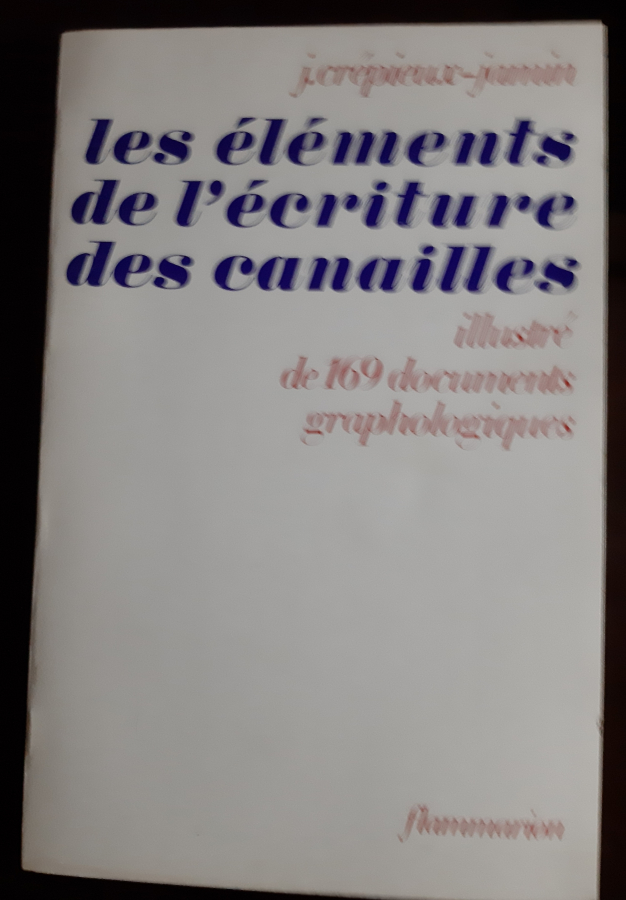 j.crépieux-jamin
les éléments
de l'écriture
des canailles
illustré
de 169 documents
graphologiques
flammarion